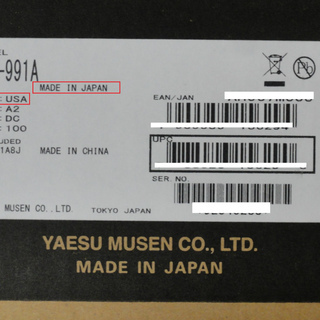 EL
-991A
MADE IN JAPAN
: USA
: A2
: DC
: 100
UDED
1A8J MADE IN CHINA
MUSEN CO., LTD. TOKYO JAPAN
EAN/JAN
UPC
SER. NO.
YAESU MUSEN CO., LTD.
MADE IN JAPAN